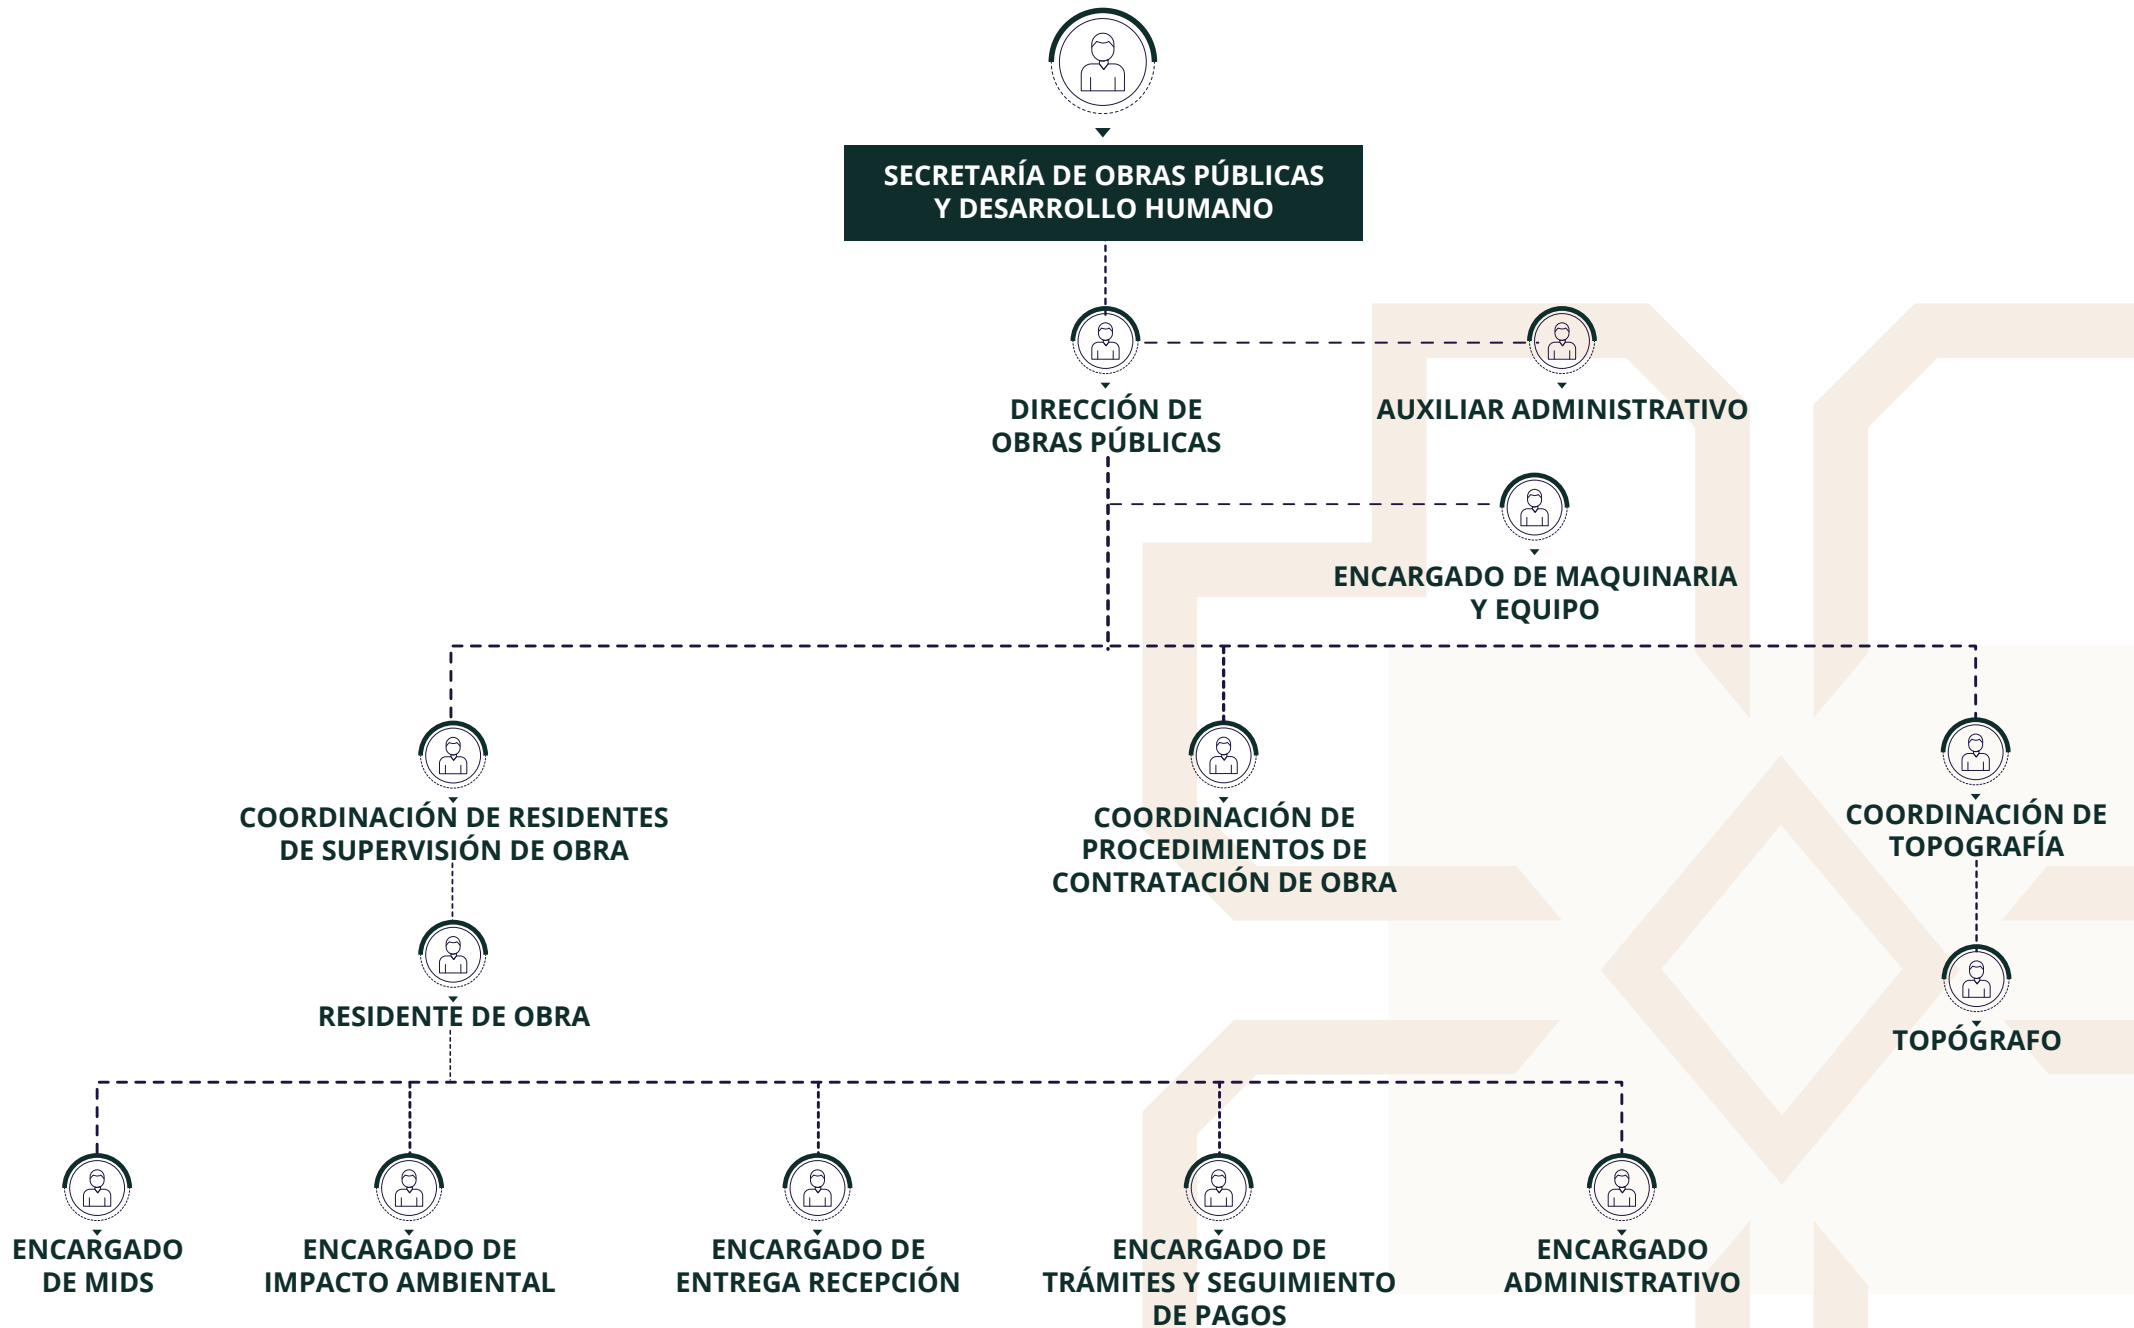 SECRETARÍA DE OBRAS PÚBLICAS
Y DESARROLLO HUMANO
DIRECCIÓN DE
OBRAS PÚBLICAS
AUXILIAR ADMINISTRATIVO
ENCARGADO DE MAQUINARIA
Y EQUIPO
COORDINACIÓN DE RESIDENTES
DE SUPERVISIÓN DE OBRA
COORDINACIÓN DE
PROCEDIMIENTOS DE
CONTRATACIÓN DE OBRA
COORDINACIÓN DE
TOPOGRAFÍA
RESIDENTE DE OBRA
TOPÓGRAFO
ENCARGADO
DE MIDS
ENCARGADO DE
IMPACTO AMBIENTAL
ENCARGADO DE
ENTREGA RECEPCIÓN
ENCARGADO DE
TRÁMITES Y SEGUIMIENTO
DE PAGOS
ENCARGADO
ADMINISTRATIVO